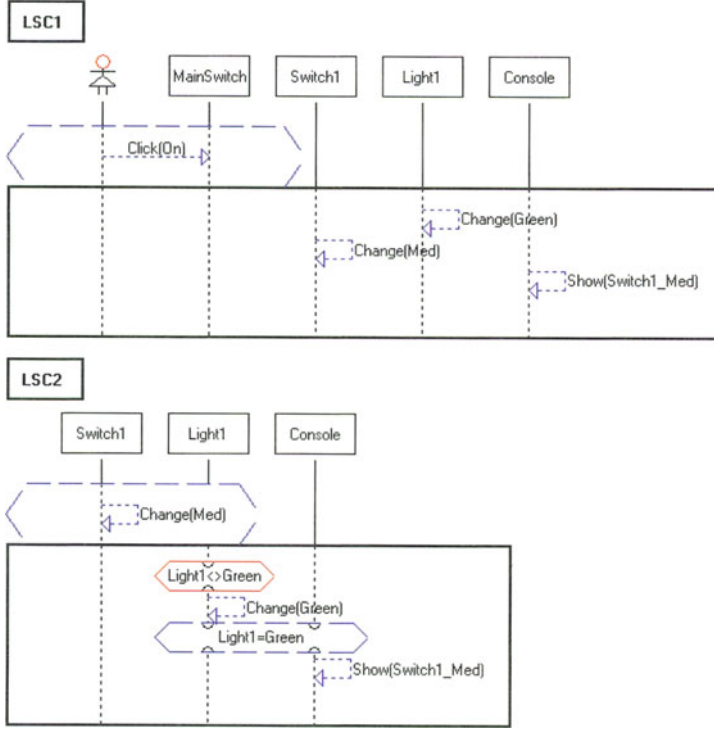 LSC1
MainSwitch Switch1 Light1 Console
Click(On)
Change(Green)
Change(Med)
Show(Switch1_Med)
LSC2
Switch1 Light1 Console
Change(Med)
Light1<>Green
Change(Green)
Light1=Green
Show(Switch1_Med)